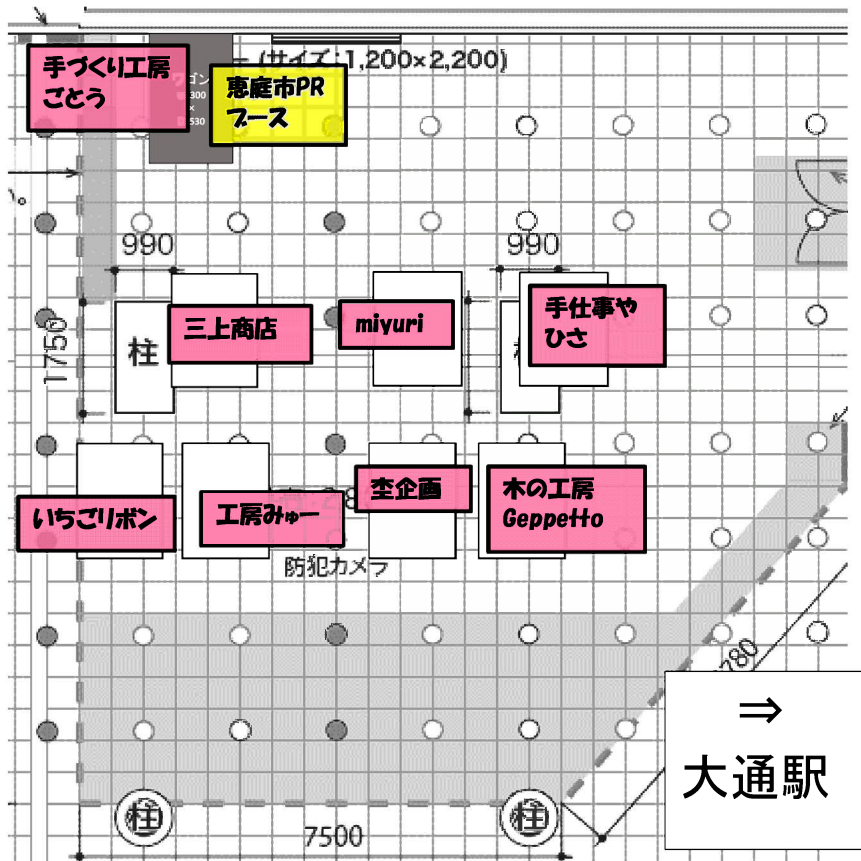 (サイズ:1,200×2,200)
手づくり工房
ごとう
恵庭市PR
ブース
990
990
1750
柱
三上商店
miyuri
手仕事や
ひさ
いちごリボン
工房みゅー
杢企画
木の工房
Geppetto
防犯カメラ
⇒
大通駅
柱
柱
7500